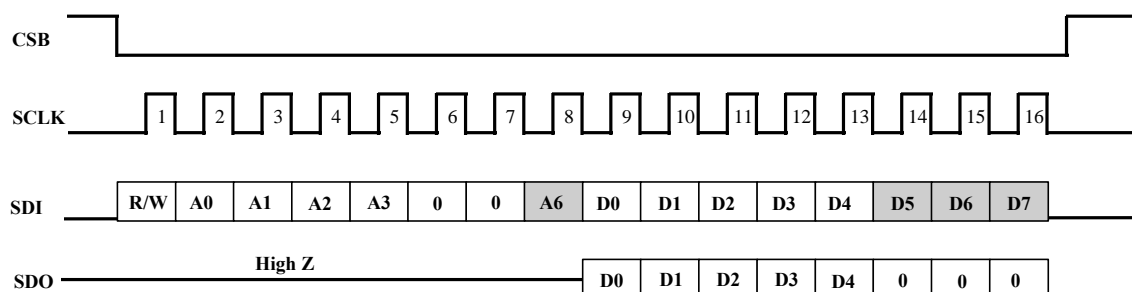 CSB
SCLK 1 2 3 4 5 6 7 8 9 10 11 12 13 14 15 16
SDI R/W A0 A1 A2 A3 0 0 A6 D0 D1 D2 D3 D4 D5 D6 D7
High Z
SDO D0 D1 D2 D3 D4 0 0 0